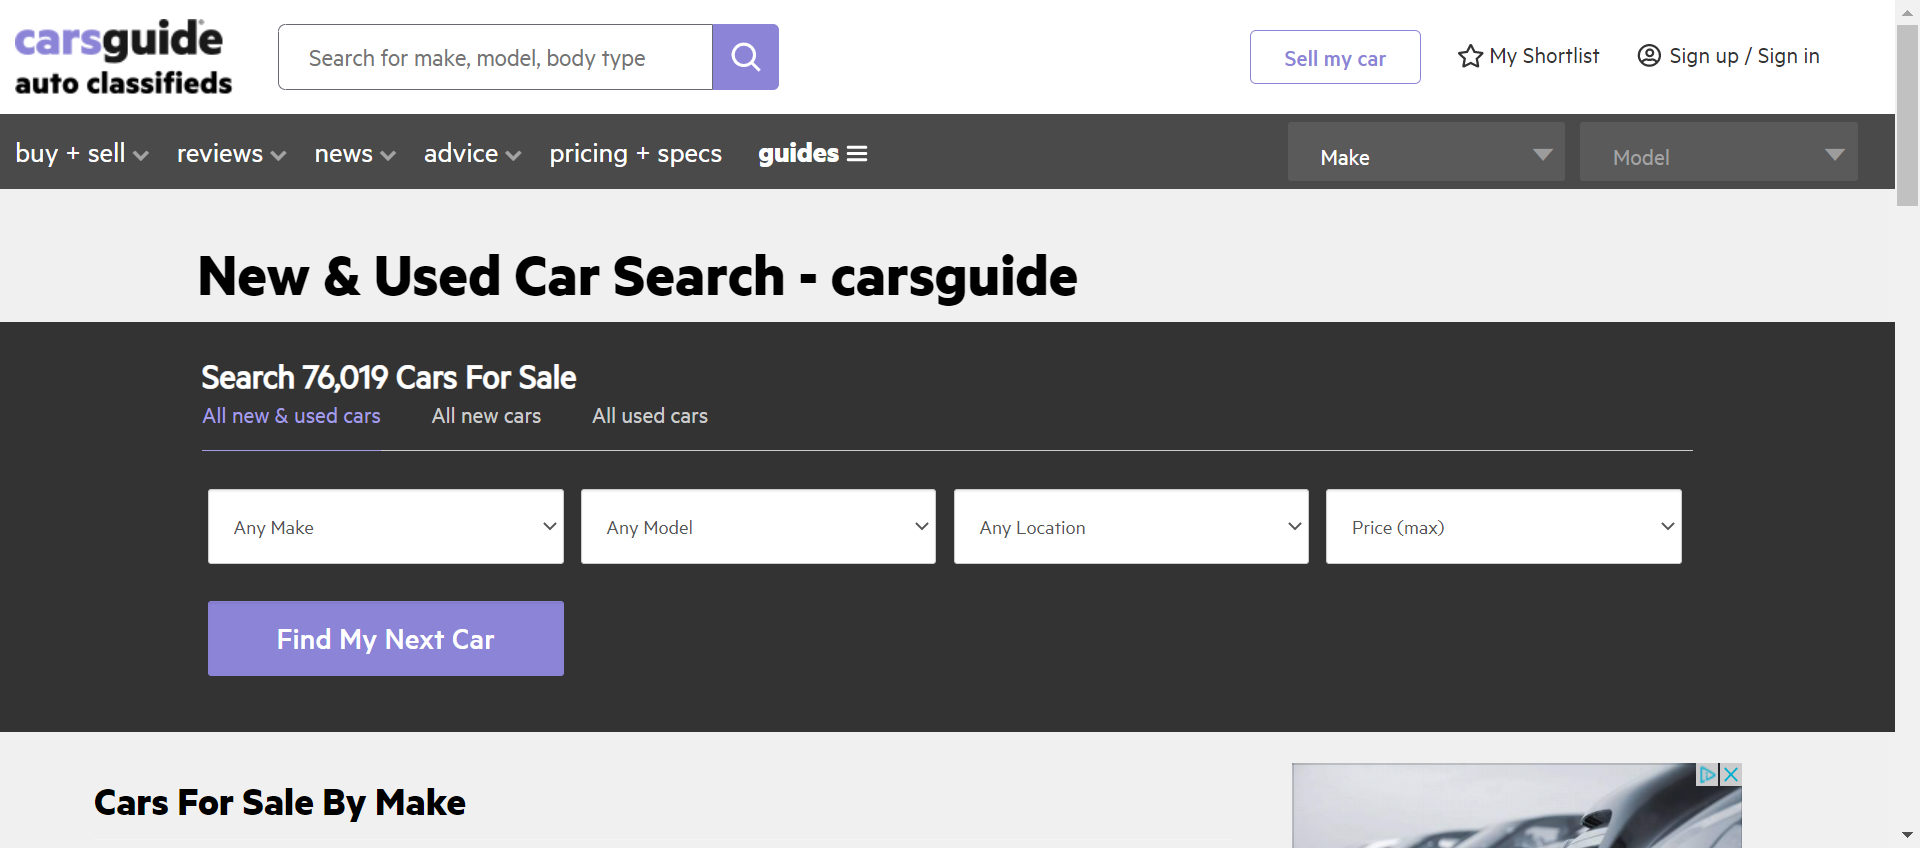 carsguide
auto classifieds
Search for make, model, body type
Sell my car
My Shortlist
Sign up / Sign in
buy + sell
reviews
news
advice
pricing + specs
guides
Make
Model
New & Used Car Search - carsguide
Search 76,019 Cars For Sale
All new & used cars
All new cars
All used cars
Any Make
Any Model
Any Location
Price (max)
Find My Next Car
Cars For Sale By Make